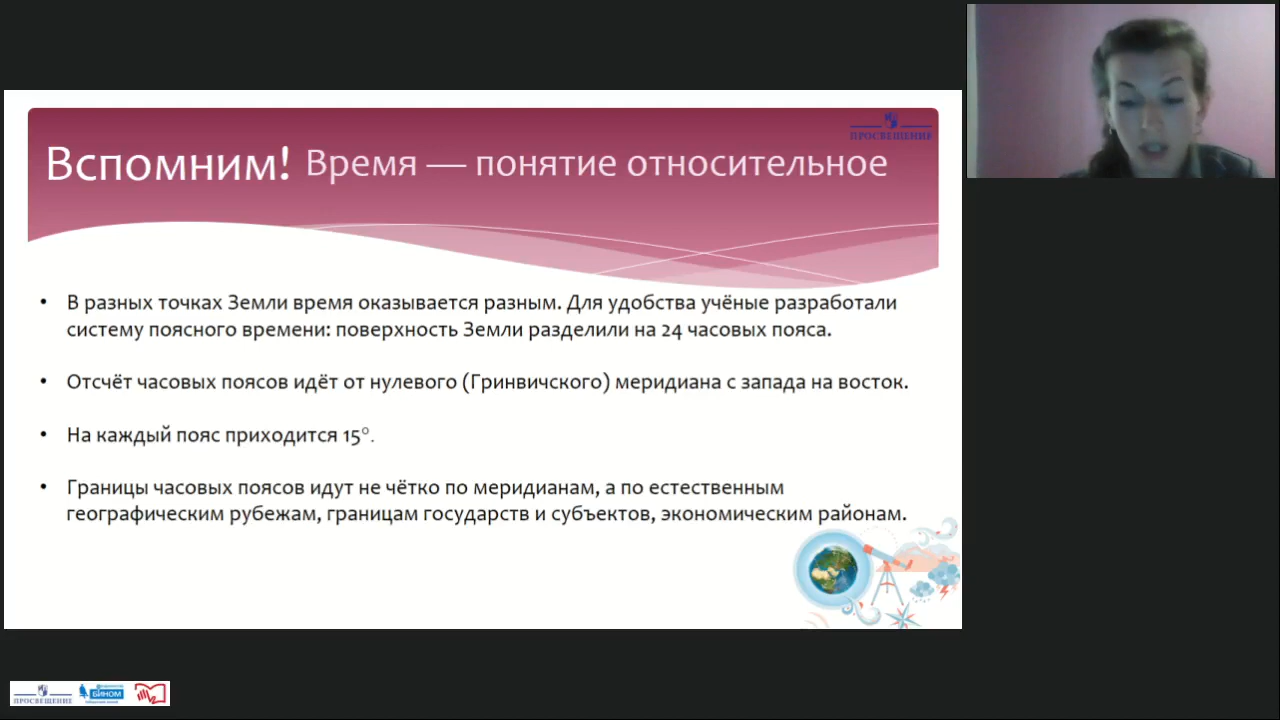 ПРОСВЕЩЕНИЕ
Вспомним! Время — понятие относительное
• В разных точках Земли время оказывается разным. Для удобства учёные разработали
систему поясного времени: поверхность Земли разделили на 24 часовых пояса.
• Отсчёт часовых поясов идёт от нулевого (Гринвичского) меридиана с запада на восток.
• На каждый пояс приходится 15°.
• Границы часовых поясов идут не чётко по меридианам, а по естественным
географическим рубежам, границам государств и субъектов, экономическим районам.
ПРОСВЕЩЕНИЕ
БИНОМ